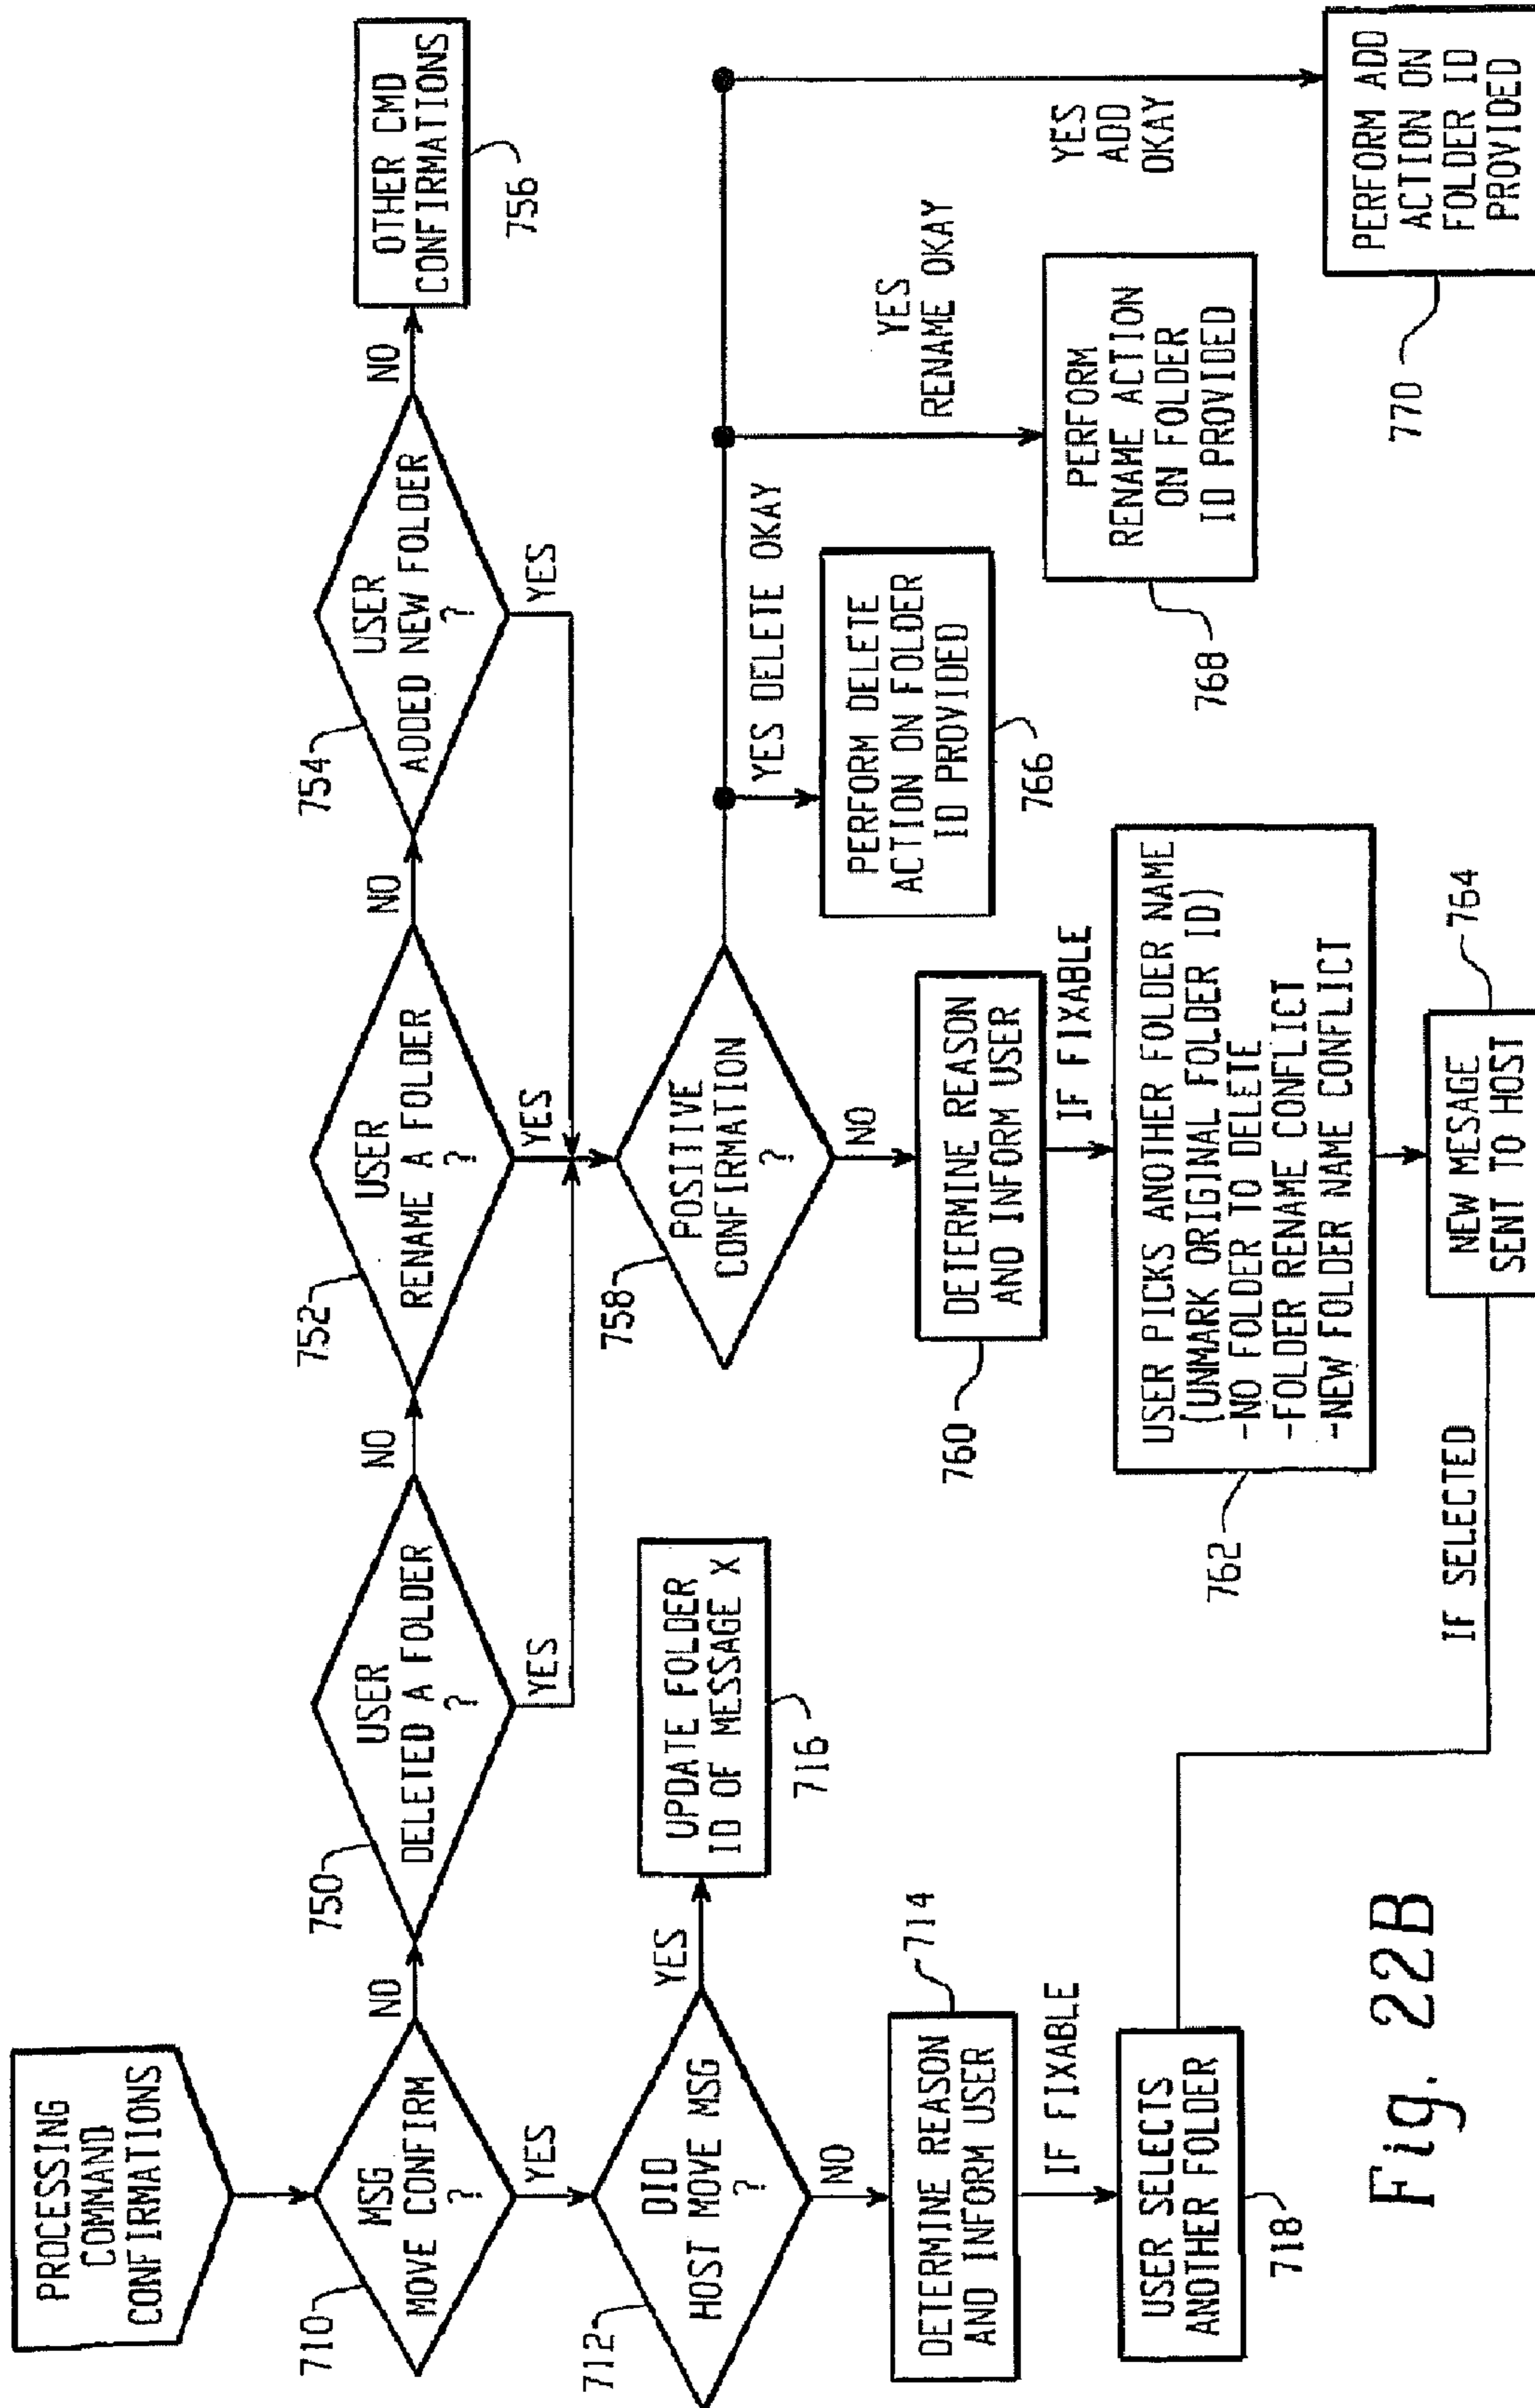 PROCESSING
COMMAND
CONFIRMATIONS
710
MSG
MOVE CONFIRM
?
NO
YES
750
USER
DELETED A FOLDER
?
NO
YES
752
USER
RENAME A FOLDER
?
NO
YES
754
USER
ADDED NEW FOLDER
?
NO
YES
OTHER CMD
CONFIRMATIONS
756
712
DID
HOST MOVE MSG
?
YES
NO
UPDATE FOLDER
ID OF MESSAGE X
716
DETERMINE REASON
AND INFORM USER
714
IF FIXABLE
USER SELECTS
ANOTHER FOLDER
718
758
POSITIVE
CONFIRMATION
?
NO
YES DELETE OKAY
PERFORM DELETE
ACTION ON FOLDER
ID PROVIDED
766
YES
RENAME OKAY
PERFORM
RENAME ACTION
ON FOLDER
ID PROVIDED
768
YES
ADD
OKAY
PERFORM ADD
ACTION ON
FOLDER ID
PROVIDED
770
DETERMINE REASON
AND INFORM USER
760
IF FIXABLE
USER PICKS ANOTHER FOLDER NAME
(UNMARK ORIGINAL FOLDER ID)
-NO FOLDER TO DELETE
-FOLDER RENAME CONFLICT
-NEW FOLDER NAME CONFLICT
762
IF SELECTED
NEW MESSAGE
SENT TO HOST
764
Fig. 22B